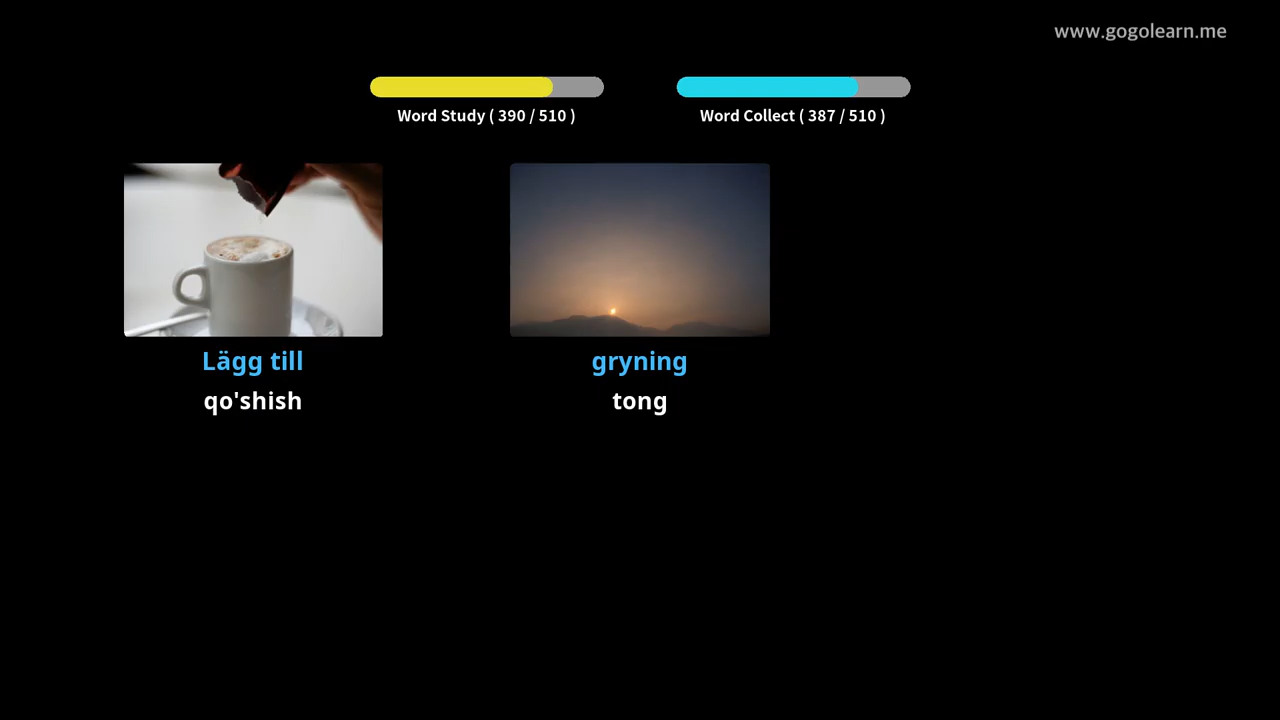 www.gogolearn.me
Word Study ( 390 / 510 )
Word Collect ( 387 / 510 )
Lägg till
qo'shish
gryning
tong